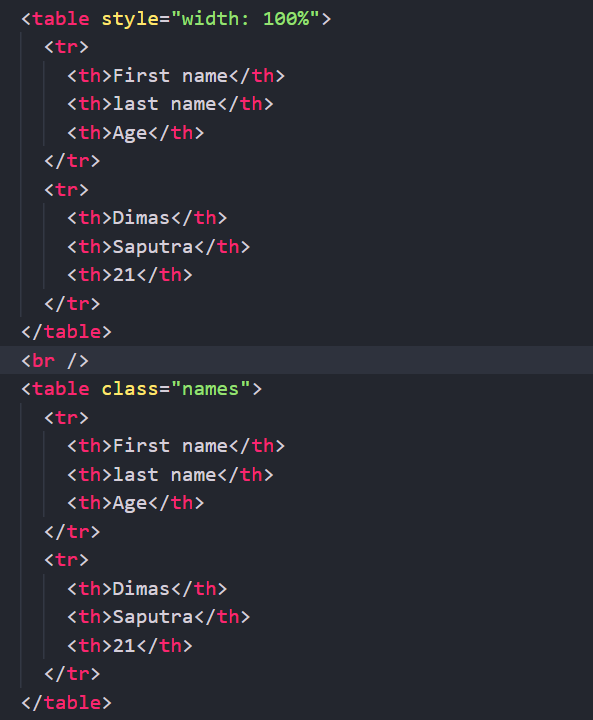 <table style="width: 100%">
  <tr>
    <th>First name</th>
    <th>last name</th>
    <th>Age</th>
  </tr>
  <tr>
    <th>Dimas</th>
    <th>Saputra</th>
    <th>21</th>
  </tr>
</table>
<br />
<table class="names">
  <tr>
    <th>First name</th>
    <th>last name</th>
    <th>Age</th>
  </tr>
  <tr>
    <th>Dimas</th>
    <th>Saputra</th>
    <th>21</th>
  </tr>
</table>